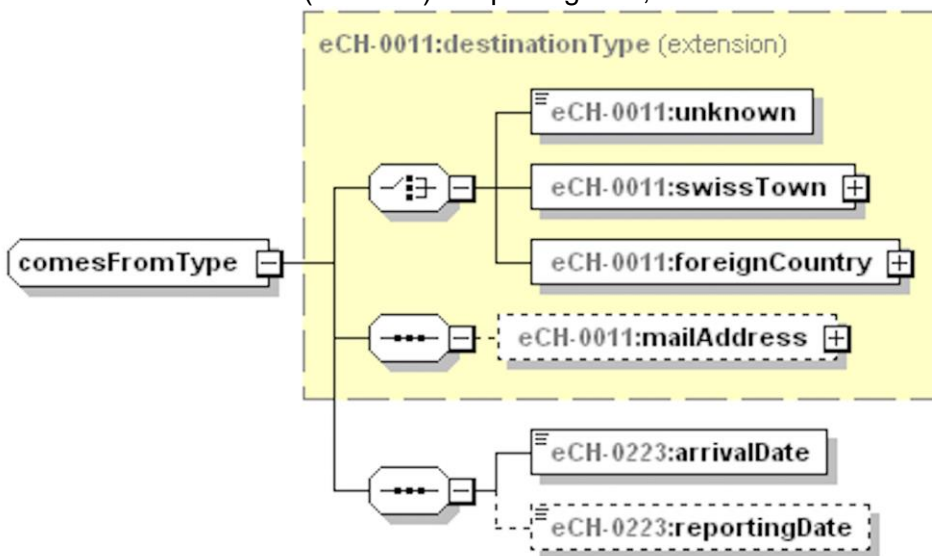 eCH-0011:destinationType (extension)
eCH-0011:unknown
eCH-0011:swissTown
comesFromType
eCH-0011:foreignCountry
eCH-0011:mailAddress
eCH-0223:arrivalDate
eCH-0223:reportingDate